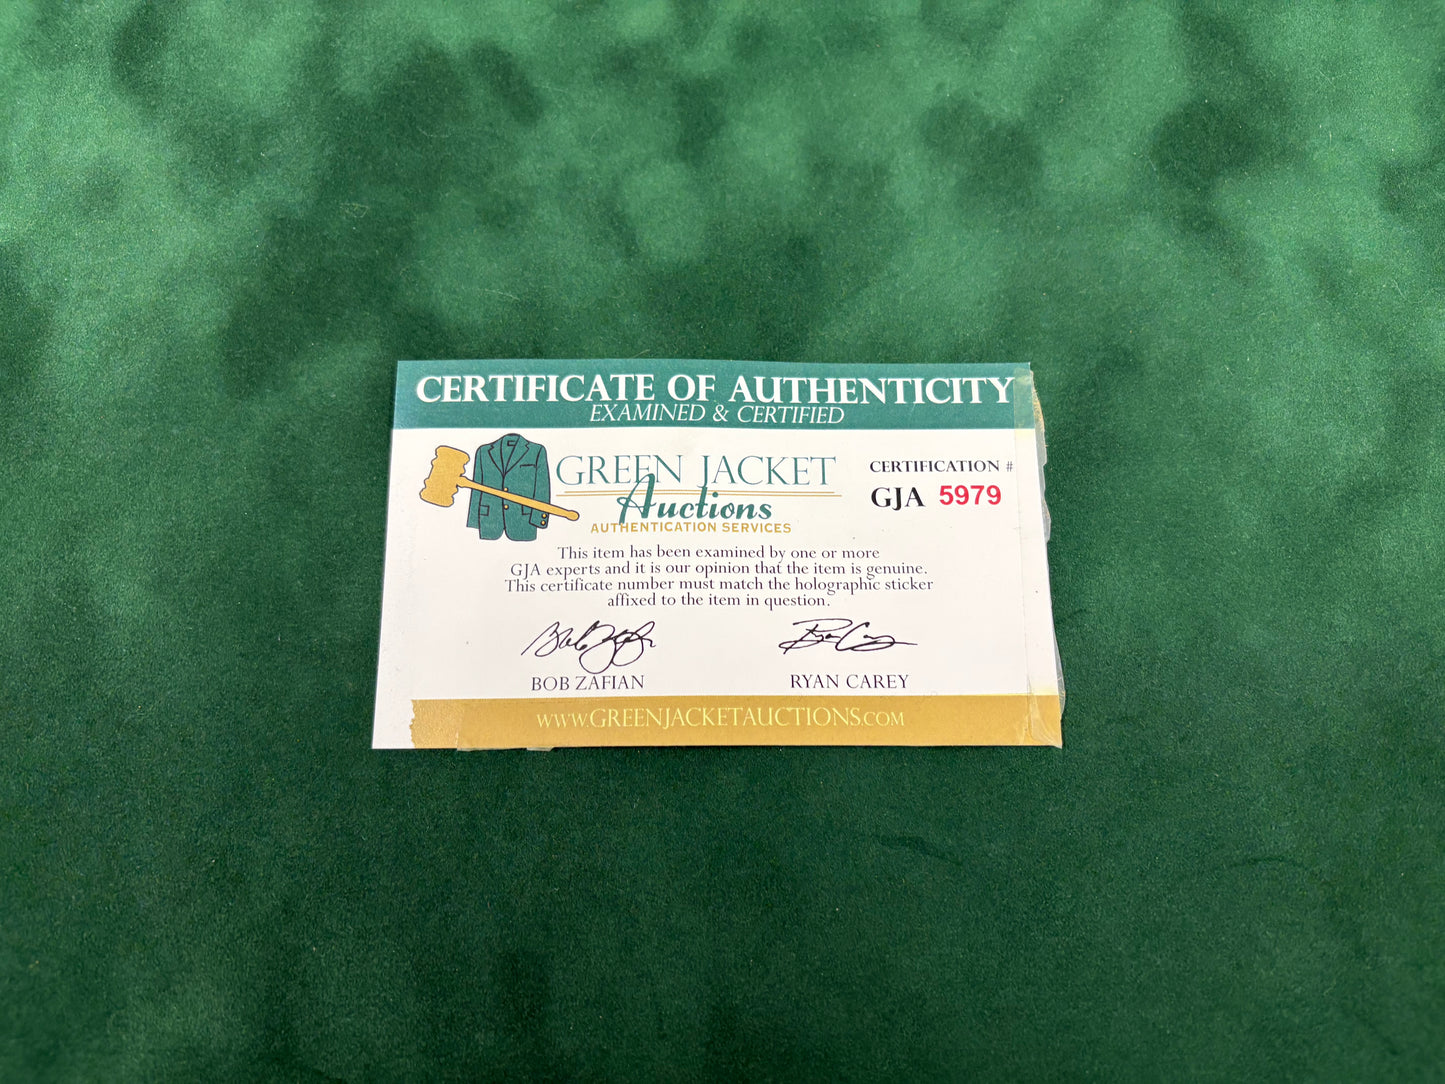 CERTIFICATE OF AUTHENTICITY
EXAMINED & CERTIFIED
GREEN JACKET
Auctions
AUTHENTICATION SERVICES
CERTIFICATION #
GJA 5979
This item has been examined by one or more
GJA experts and it is our opinion that the item is genuine.
This certificate number must match the holographic sticker
affixed to the item in question.
BOB ZAFIAN
RYAN CAREY
WWW.GREENJACKETAUCTIONS.COM